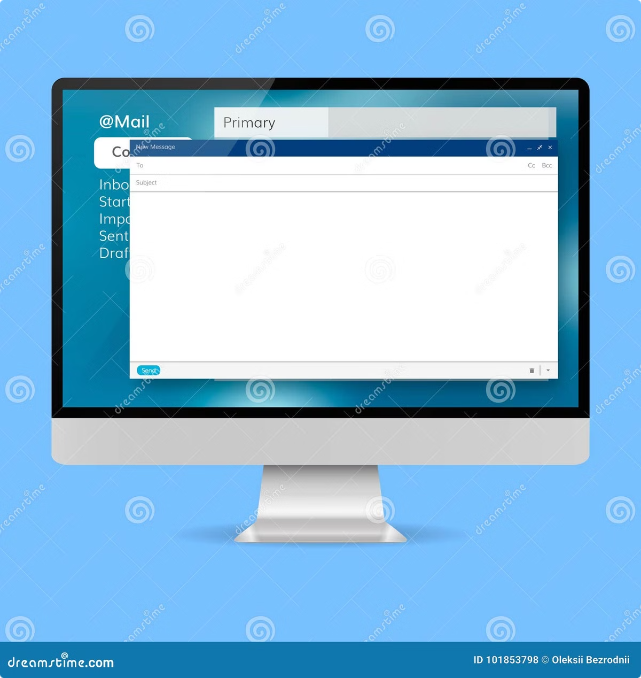 @Mail
Primary
Co
New Message
To
Cc
Bcc
Inbo
Subject
Start
Impo
Sent
Draf
Send
dreamstime.com
ID 101853798 © Oleksii Bezrodnii